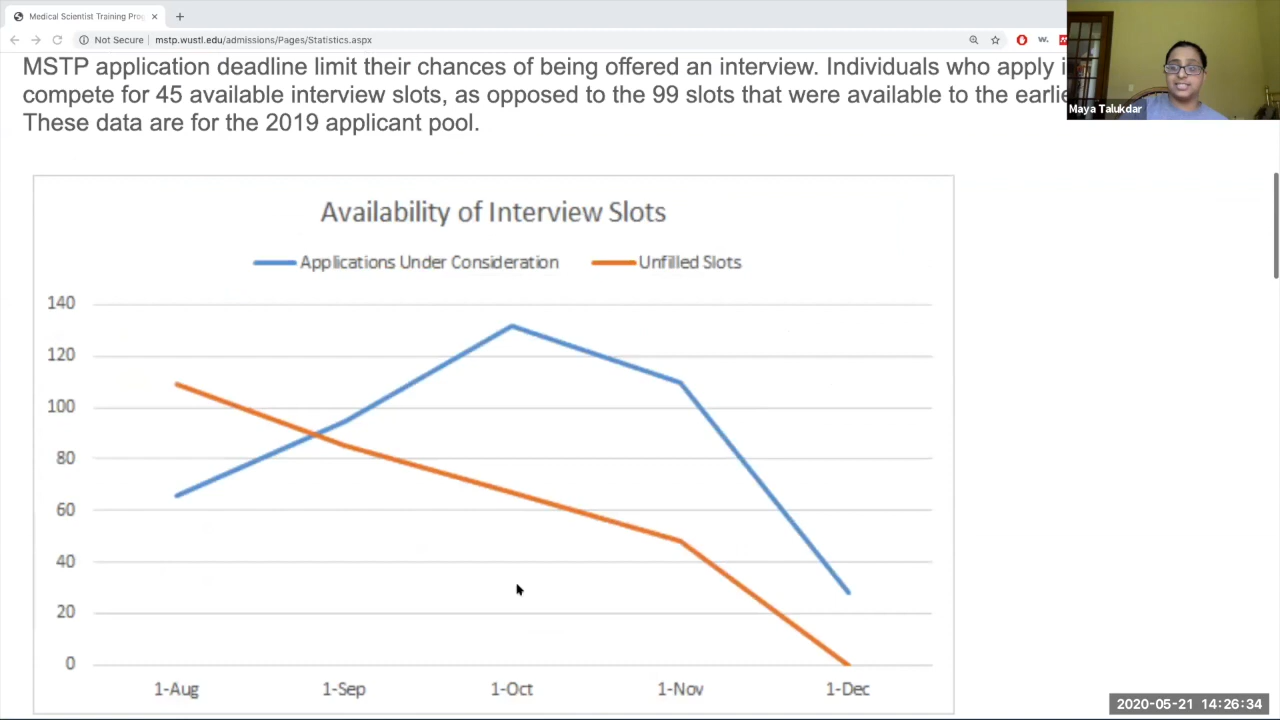 Medical Scientist Training Pro
Not Secure | mstp.wustl.edu/admissions/Pages/Statistics.aspx
W.
MSTP application deadline limit their chances of being offered an interview. Individuals who apply
compete for 45 available interview slots, as opposed to the 99 slots that were available to the
These data are for the 2019 applicant pool.
Maya Talukdar
Availability of Interview Slots
Applications Under Consideration Unfilled Slots
140
120
100
80
60
40
20
0
1-Aug 1-Sep 1-Oct 1-Nov 1-Dec
2020-05-21 14:26:34